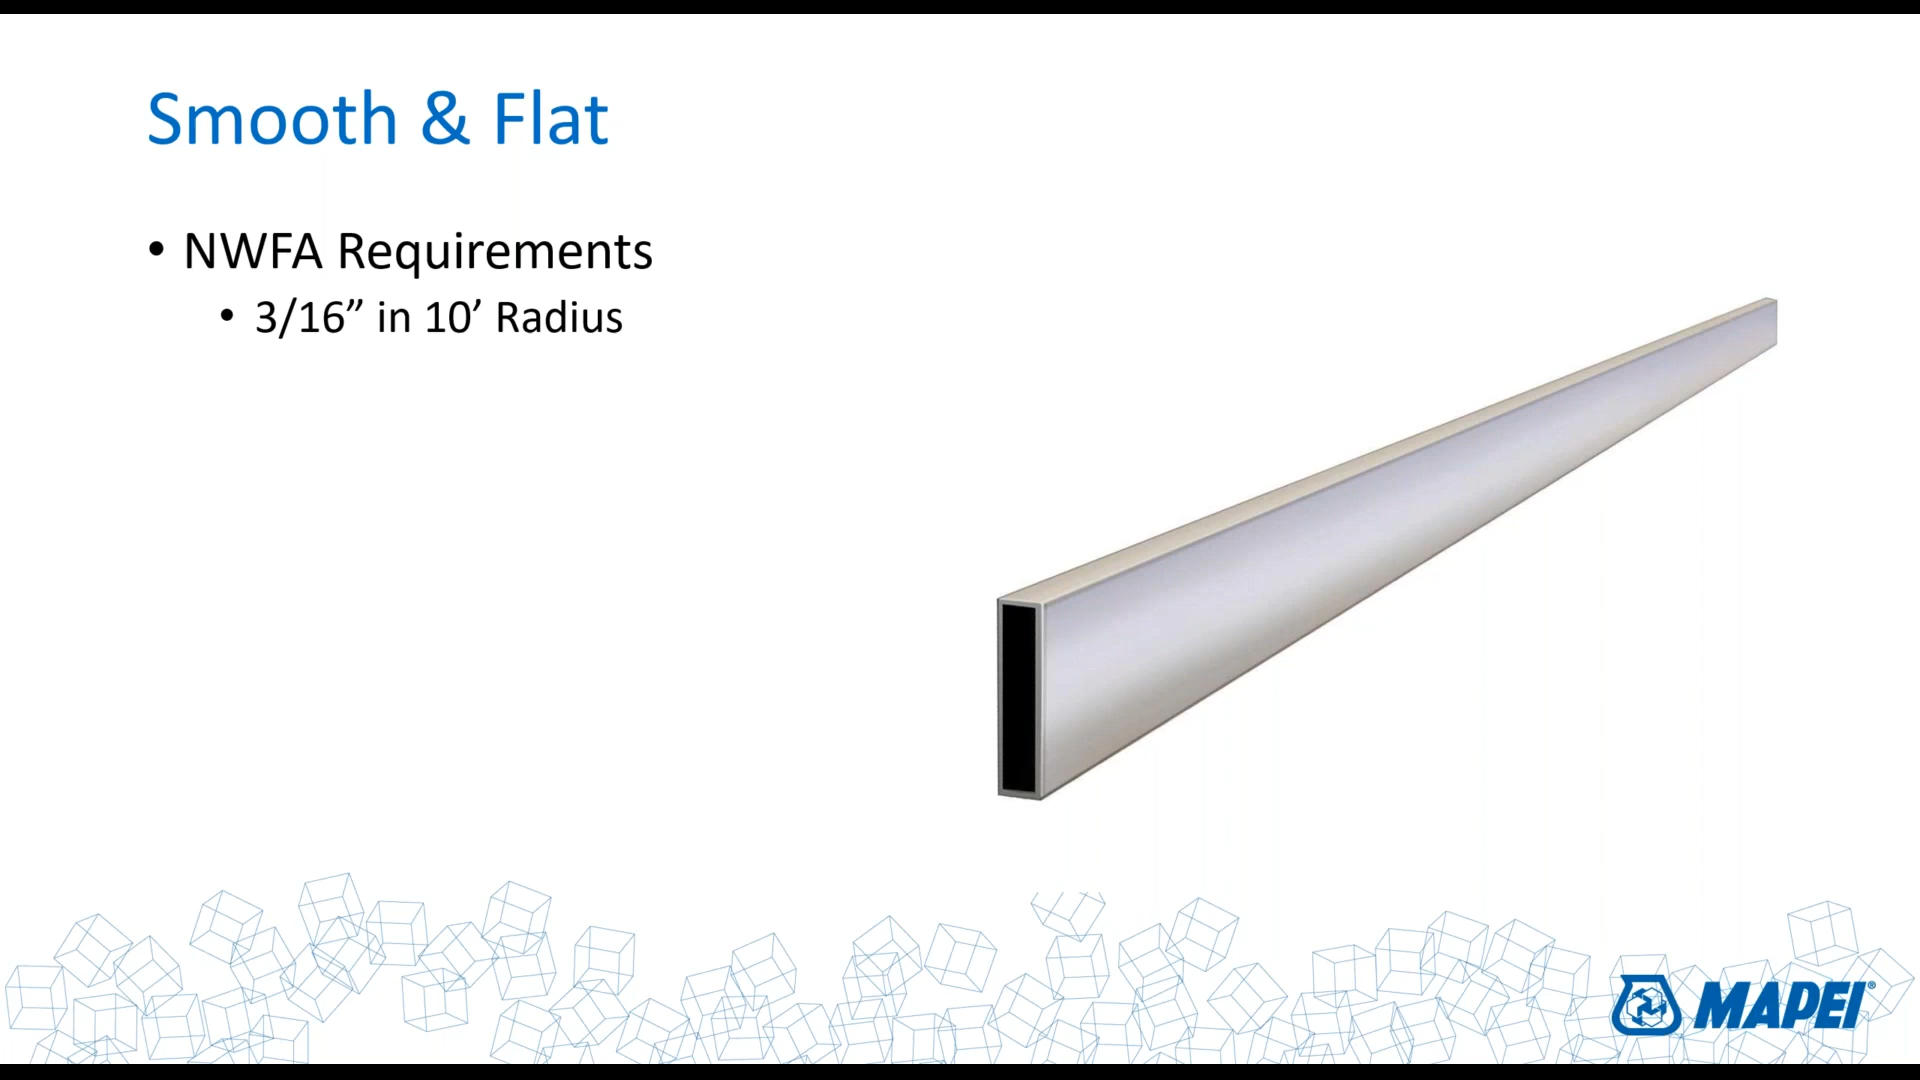 Smooth & Flat
• NWFA Requirements
• 3/16” in 10’ Radius
MAPEI®